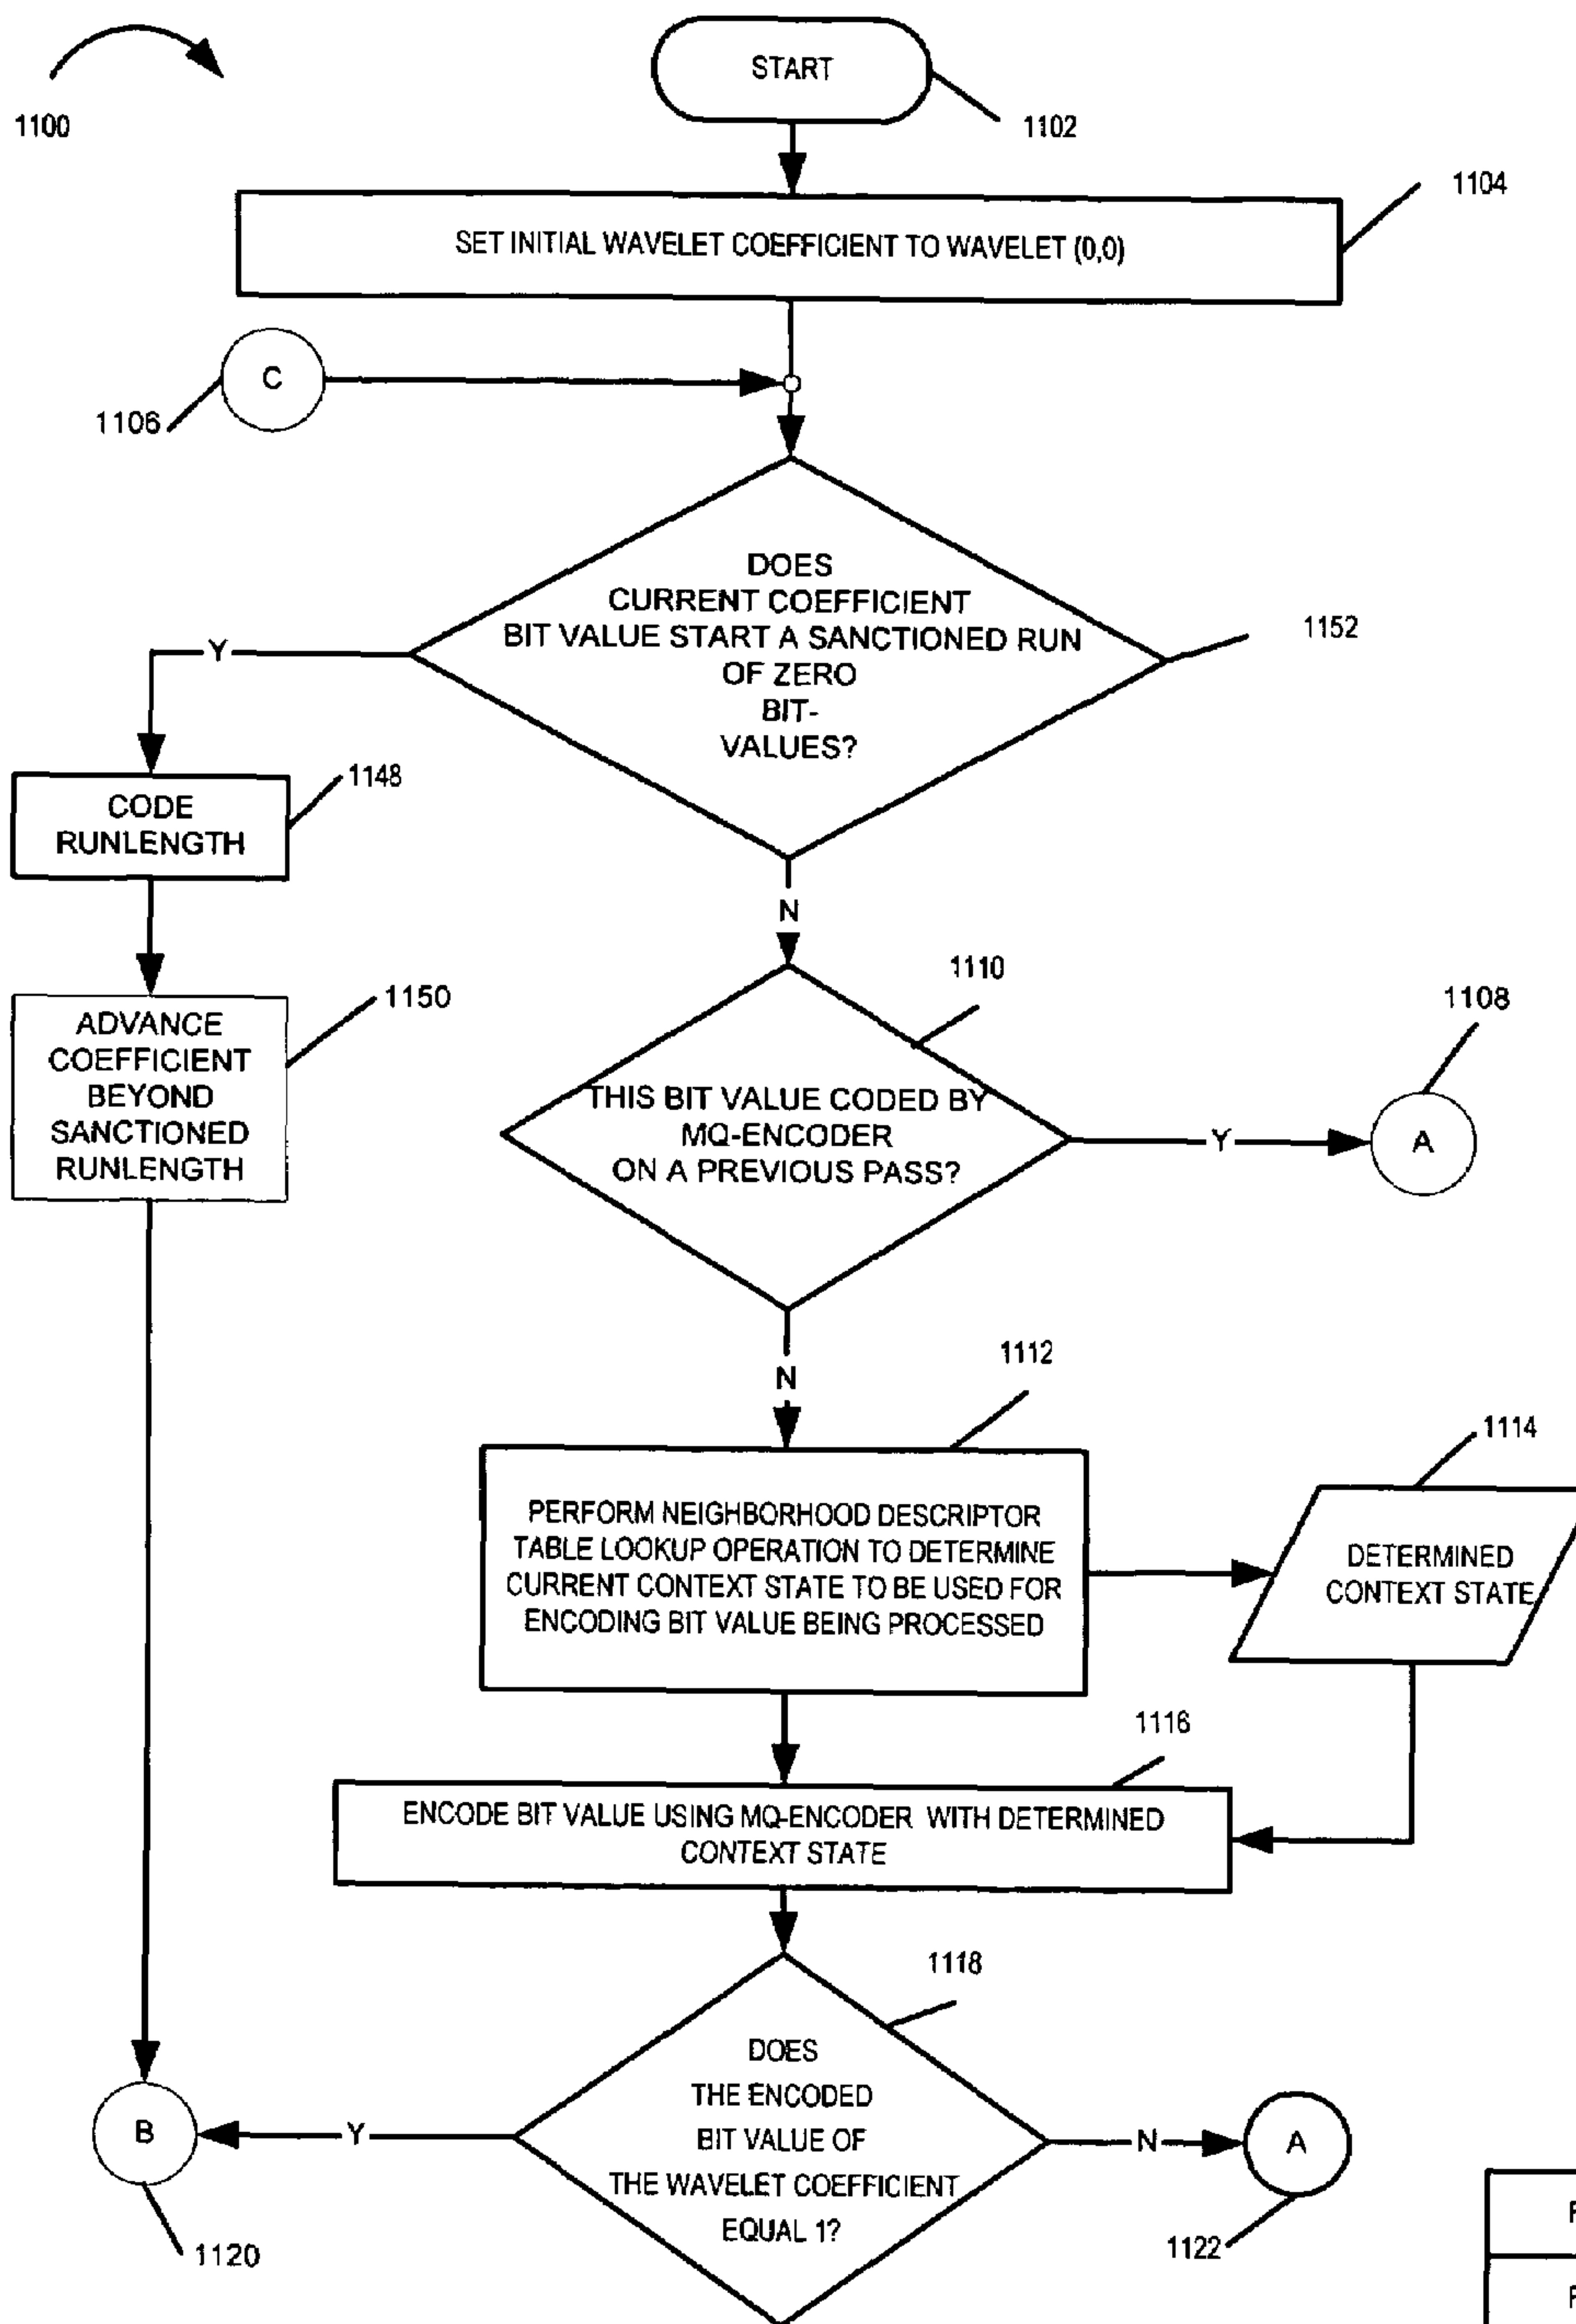 1100
START
1102
1104
SET INITIAL WAVELET COEFFICIENT TO WAVELET (0,0)
C
1106
DOES
CURRENT COEFFICIENT
BIT VALUE START A SANCTIONED RUN
OF ZERO
BIT-
VALUES?
1152
Y
CODE
RUNLENGTH
1148
N
1110
1108
ADVANCE
COEFFICIENT
BEYOND
SANCTIONED
RUNLENGTH
1150
THIS BIT VALUE CODED BY
MQ-ENCODER
ON A PREVIOUS PASS?
Y
A
N
1112
1114
PERFORM NEIGHBORHOOD DESCRIPTOR
TABLE LOOKUP OPERATION TO DETERMINE
CURRENT CONTEXT STATE TO BE USED FOR
ENCODING BIT VALUE BEING PROCESSED
DETERMINED
CONTEXT STATE
1116
ENCODE BIT VALUE USING MQ-ENCODER WITH DETERMINED
CONTEXT STATE
1118
DOES
THE ENCODED
BIT VALUE OF
THE WAVELET COEFFICIENT
EQUAL 1?
B
Y
N
A
1120
1122